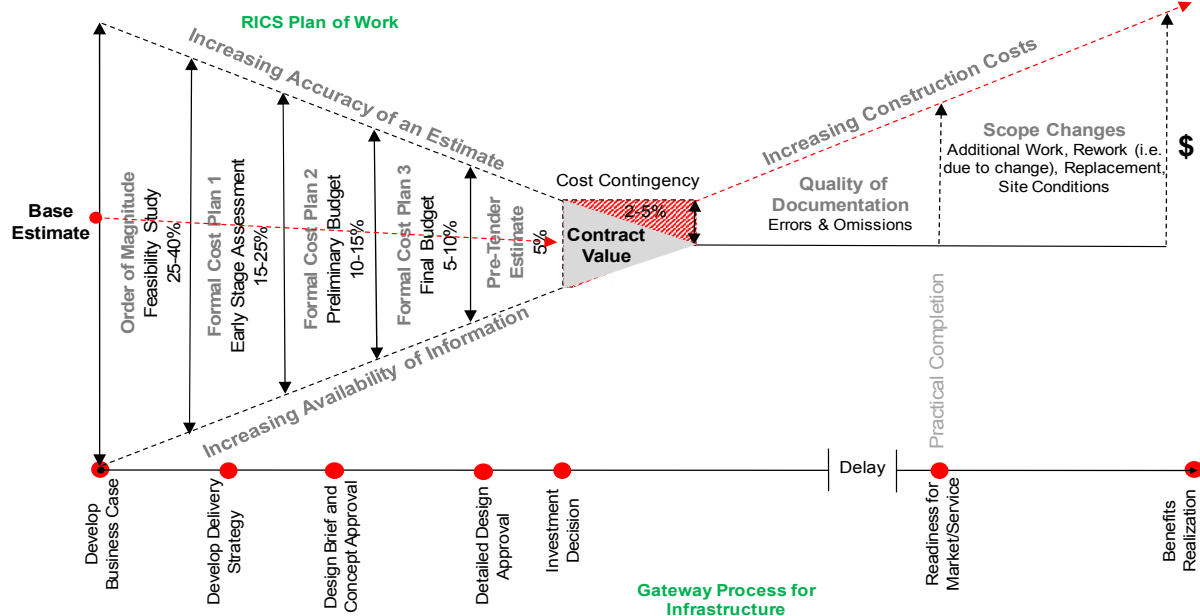 RICS Plan of Work
Increasing Accuracy of an Estimate
Increasing Availability of Information
Base
Estimate
Order of Magnitude
Feasibility Study
25-40%
Formal Cost Plan 1
Early Stage Assessment
15-25%
Formal Cost Plan 2
Preliminary Budget
10-15%
Formal Cost Plan 3
Final Budget
5-10%
Pre-Tender
Estimate
5%
Cost Contingency
2-5%
Contract
Value
Increasing Construction Costs
Quality of
Documentation
Errors & Omissions
Scope Changes
Additional Work, Rework (i.e.
due to change), Replacement,
Site Conditions
$
Practical Completion
Delay
Develop
Business Case
Develop Delivery
Strategy
Design Brief and
Concept Approval
Detailed Design
Approval
Investment
Decision
Readiness for
Market/Service
Benefits
Realization
Gateway Process for
Infrastructure